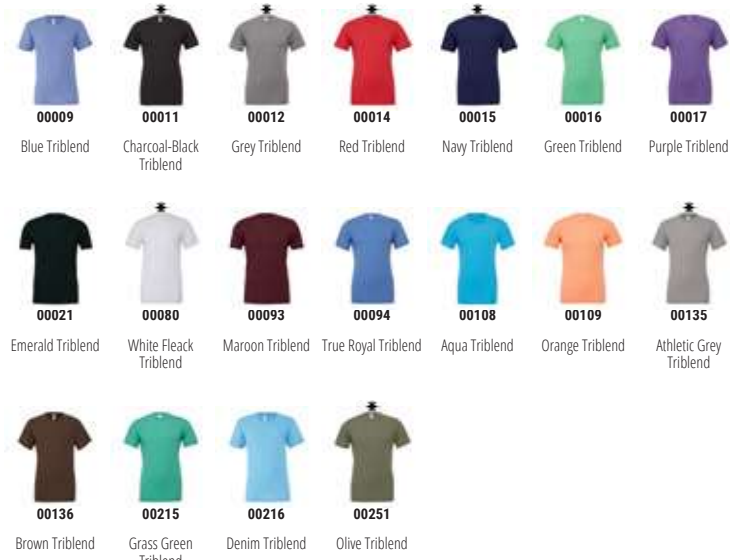 00009 00011 00012 00014 00015 00016 00017
Blue Triblend Charcoal-Black Grey Triblend Red Triblend Navy Triblend Green Triblend Purple Triblend
Triblend
00021 00080 00093 00094 00108 00109 00135
Emerald Triblend White Fleack Maroon Triblend True Royal Triblend Aqua Triblend Orange Triblend Athletic Grey
Triblend Triblend
00136 00215 00216 00251
Brown Triblend Grass Green Denim Triblend Olive Triblend
Triblend